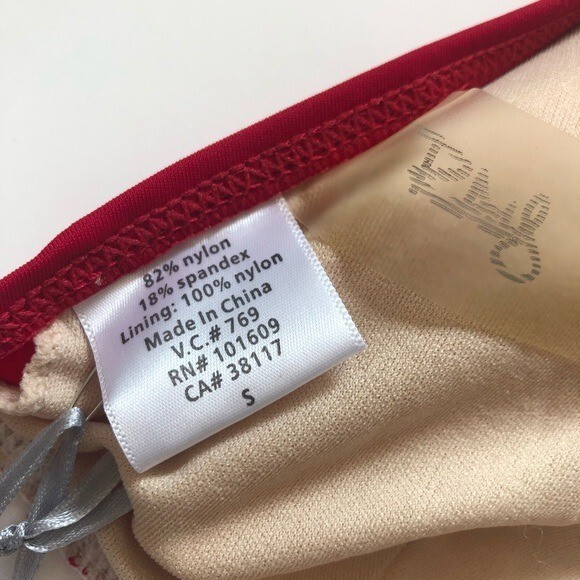 82% nylon
18% spandex
Lining: 100% nylon
Made In China
V.C.# 769
RN# 101609
CA# 38117
S